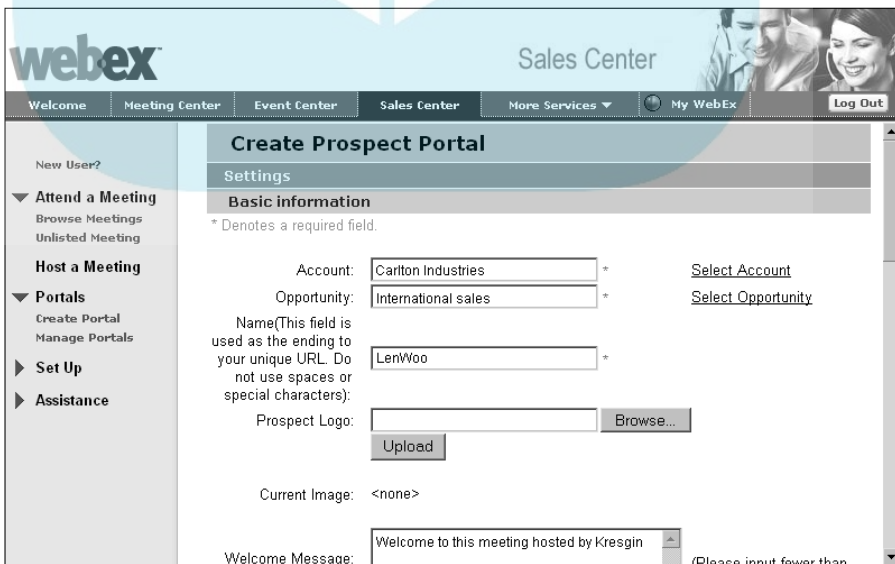 webex
Sales Center
Welcome Meeting Center Event Center Sales Center More Services ▼ My WebEx Log Out
New User?
Attend a Meeting
Browse Meetings
Unlisted Meeting
Host a Meeting
Portals
Create Portal
Manage Portals
Set Up
Assistance
Create Prospect Portal
Settings
Basic information
* Denotes a required field.
Account: Carlton Industries * Select Account
Opportunity: International sales * Select Opportunity
Name(This field is
used as the ending to
your unique URL. Do
not use spaces or
special characters): LenWoo *
Prospect Logo: Browse...
Upload
Current Image: <none>
Welcome Message: Welcome to this meeting hosted by Kresgin
(Please input fewer than